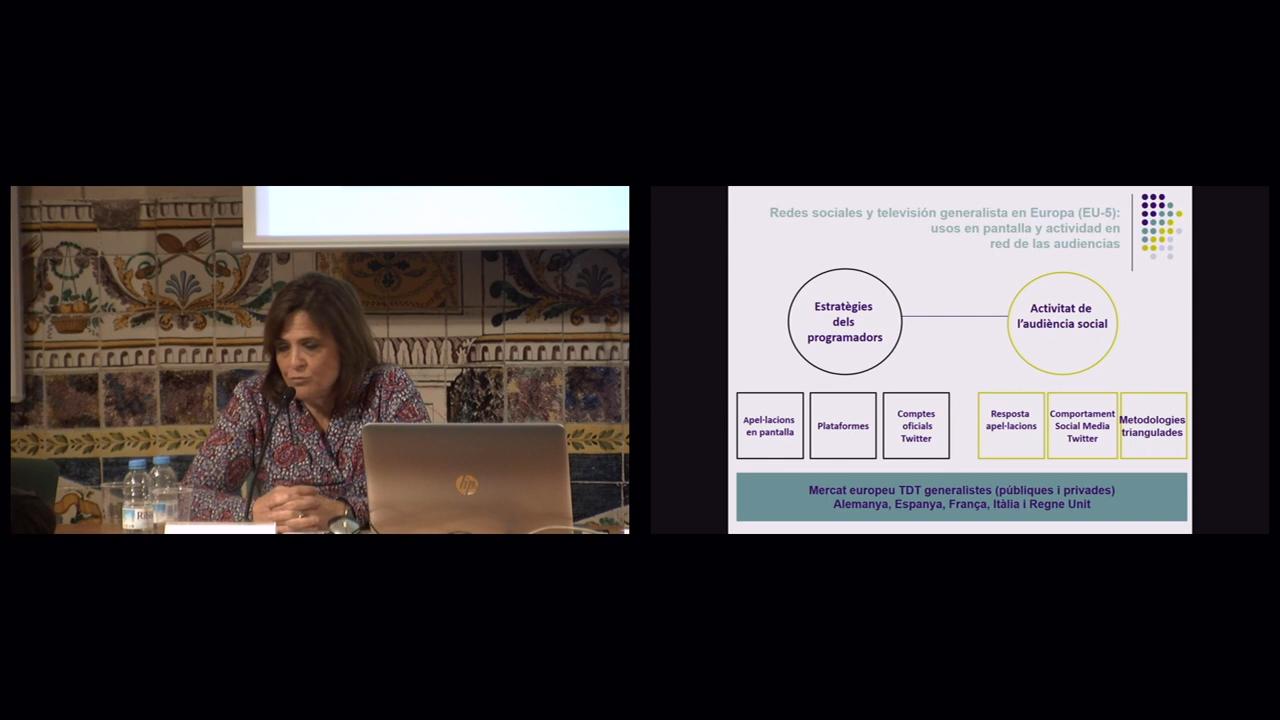 Redes sociales y televisión generalista en Europa (EU-5):
usos en pantalla y actividad en
red de las audiencias
Estratègies
dels
programadors
Activitat de
l'audiència social
Apel·lacions
en pantalla
Plataformes
Comptes
oficials
Twitter
Resposta
apel·lacions
Comportament
Social Media
Twitter
Metodologies
triangulades
Mercat europeu TDT generalistes (públiques i privades)
Alemanya, Espanya, França, Itàlia i Regne Unit
hp